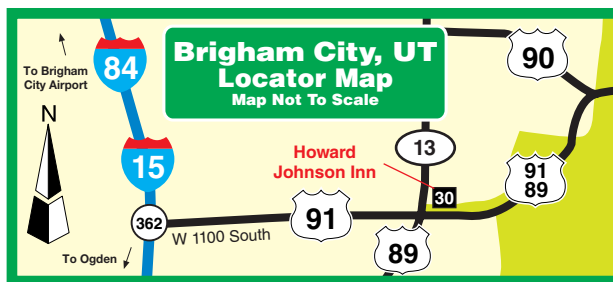 Brigham City, UT
Locator Map
Map Not To Scale
To Brigham
City Airport
84
90
N
15
Howard
Johnson Inn
13
30
91
89
362
W 1100 South
91
89
To Ogden